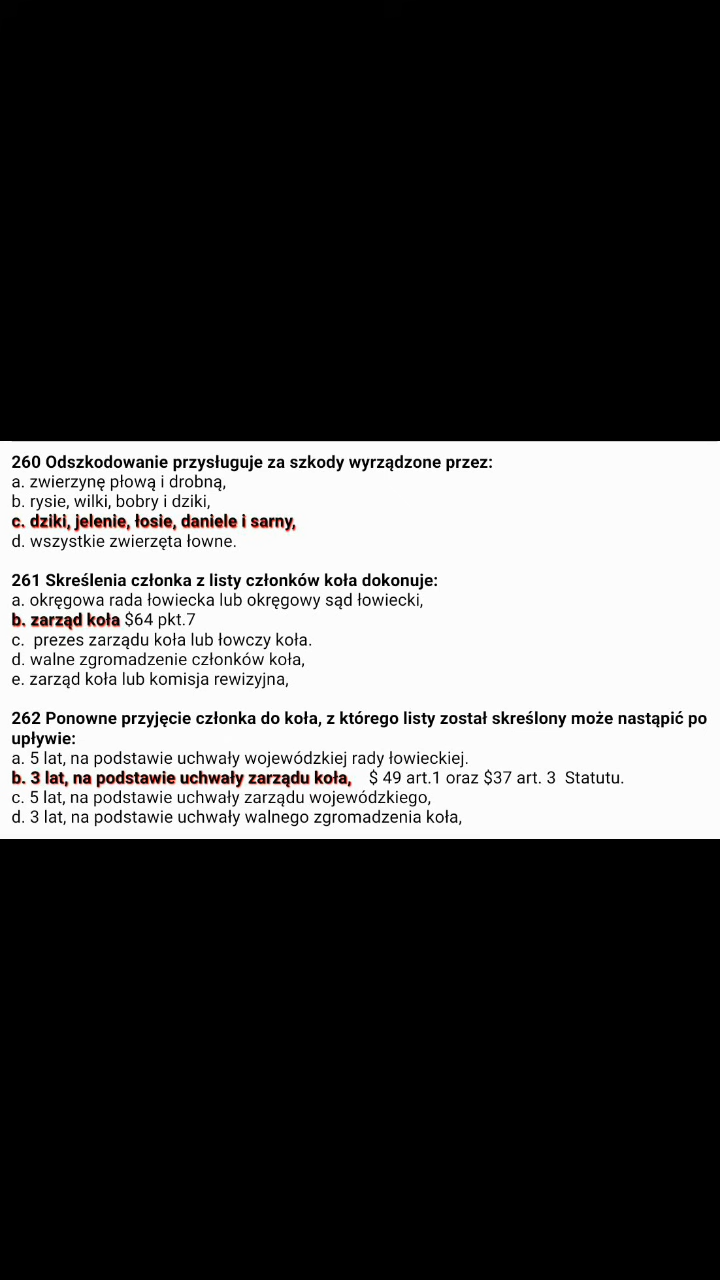 260 Odszkodowanie przysługuje za szkody wyrządzone przez:
a. zwierzynę płową i drobną,
b. rysie, wilki, bobry i dziki,
c. dziki, jelenie, łosie, daniele i sarny,
d. wszystkie zwierzęta łowne.
261 Skreślenia członka z listy członków koła dokonuje:
a. okręgowa rada łowiecka lub okręgowy sąd łowiecki,
b. zarząd koła $64 pkt.7
c. prezes zarządu koła lub łowczy koła.
d. walne zgromadzenie członków koła,
e. zarząd koła lub komisja rewizyjna,
262 Ponowne przyjęcie członka do koła, z którego listy został skreślony może nastąpić po
upływie:
a. 5 lat, na podstawie uchwały wojewódzkiej rady łowieckiej.
b. 3 lat, na podstawie uchwały zarządu koła, $ 49 art.1 oraz $37 art. 3 Statutu.
c. 5 lat, na podstawie uchwały zarządu wojewódzkiego,
d. 3 lat, na podstawie uchwały walnego zgromadzenia koła,